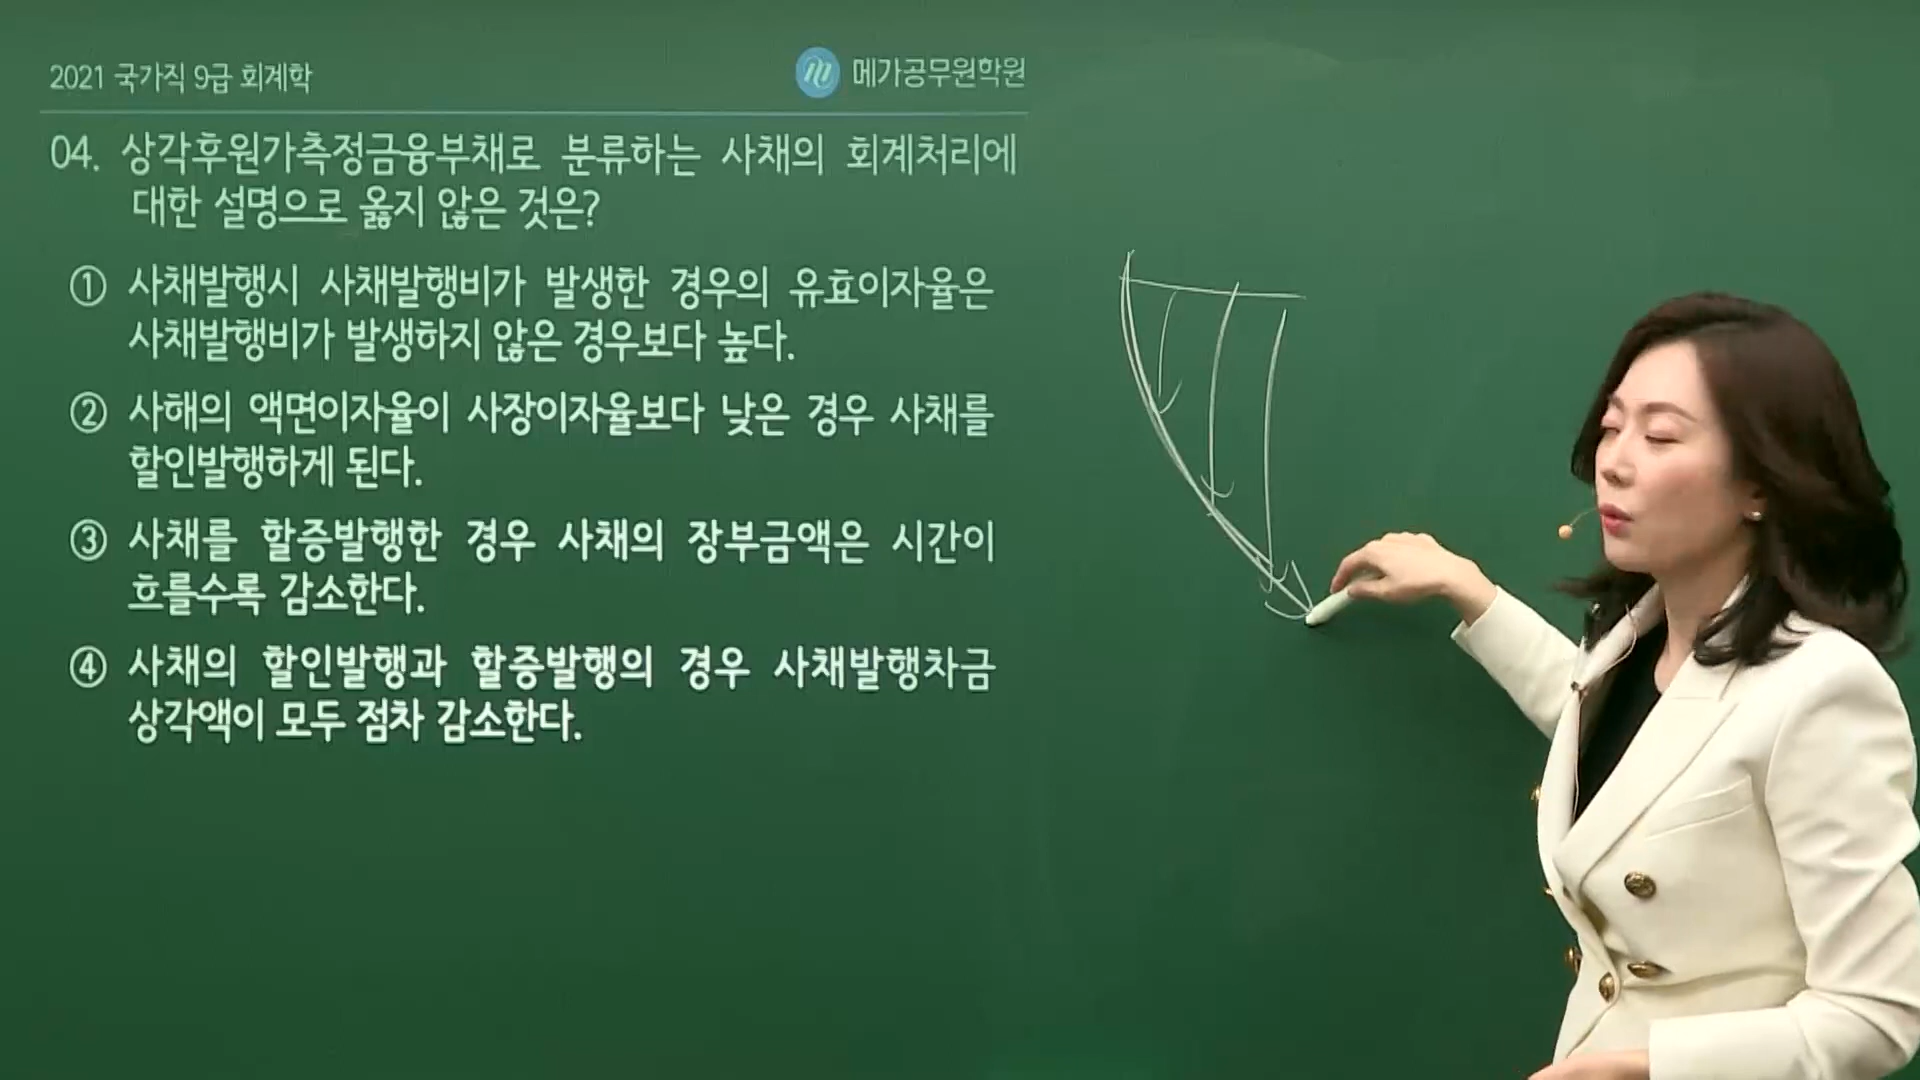 2021 국가직 9급 회계학
메가공무원학원
04. 상각후원가측정금융부채로 분류하는 사채의 회계처리에
대한 설명으로 옳지 않은 것은?
① 사채발행시 사채발행비가 발생한 경우의 유효이자율은
사채발행비가 발생하지 않은 경우보다 높다.
② 사해의 액면이자율이 사장이자율보다 낮은 경우 사채를
할인발행하게 된다.
③ 사채를 할증발행한 경우 사채의 장부금액은 시간이
흐를수록 감소한다.
④ 사채의 할인발행과 할증발행의 경우 사채발행차금
상각액이 모두 점차 감소한다.